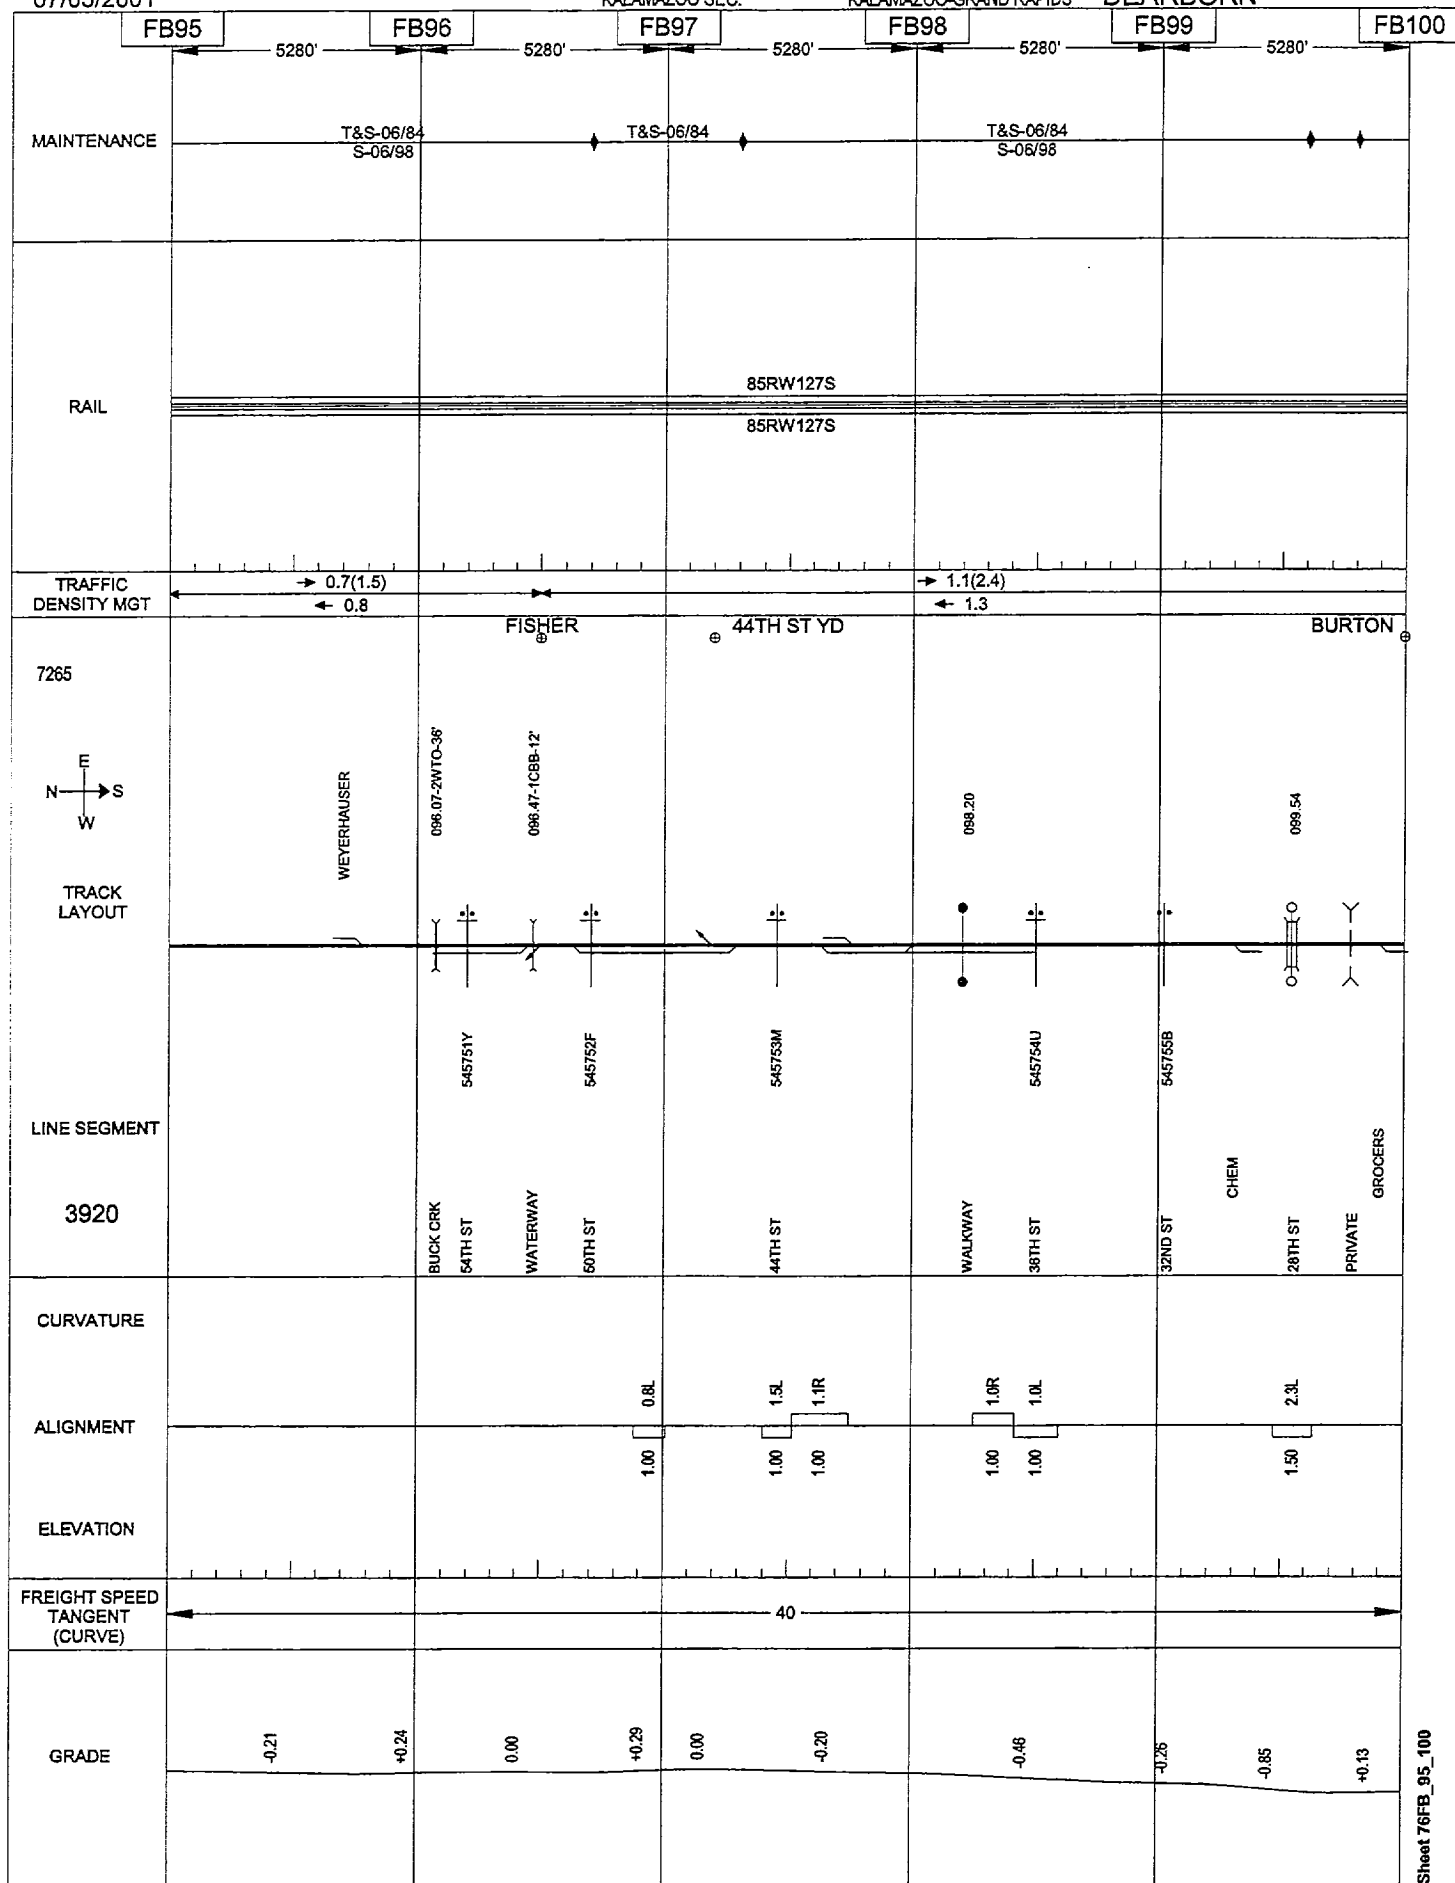 DEARBORN
FB95 FB96 FB97 FB98 FB99 FB100
5280' 5280' 5280' 5280' 5280'
MAINTENANCE
T&S-06/84 T&S-06/84 T&S-06/84
S-06/98 S-06/98
RAIL
85RW127S
85RW127S
TRAFFIC
DENSITY MGT
0.7(1.5) 1.1(2.4)
0.8 1.3
FISHER 44TH ST YD BURTON
7265
E
N S
W
WEYERHAUSER
096.07-2WTO-36'
096.47-1CBB-12'
098.20
099.54
TRACK
LAYOUT
545751Y
545752F
545753M
545754U
545755B
LINE SEGMENT
3920
BUCK CRK
54TH ST
WATERWAY
50TH ST
44TH ST
WALKWAY
36TH ST
32ND ST
CHEM
28TH ST
PRIVATE
GROCERS
CURVATURE
0.8L 1.5L 1.1R 1.0R 1.0L 2.3L
ALIGNMENT
1.00 1.00 1.00 1.00 1.00 1.50
ELEVATION
FREIGHT SPEED
TANGENT
(CURVE)
40
GRADE
-0.21 +0.24 0.00 +0.29 0.00 -0.20 -0.46 -0.26 -0.85 +0.13
Sheet 76FB_95_100